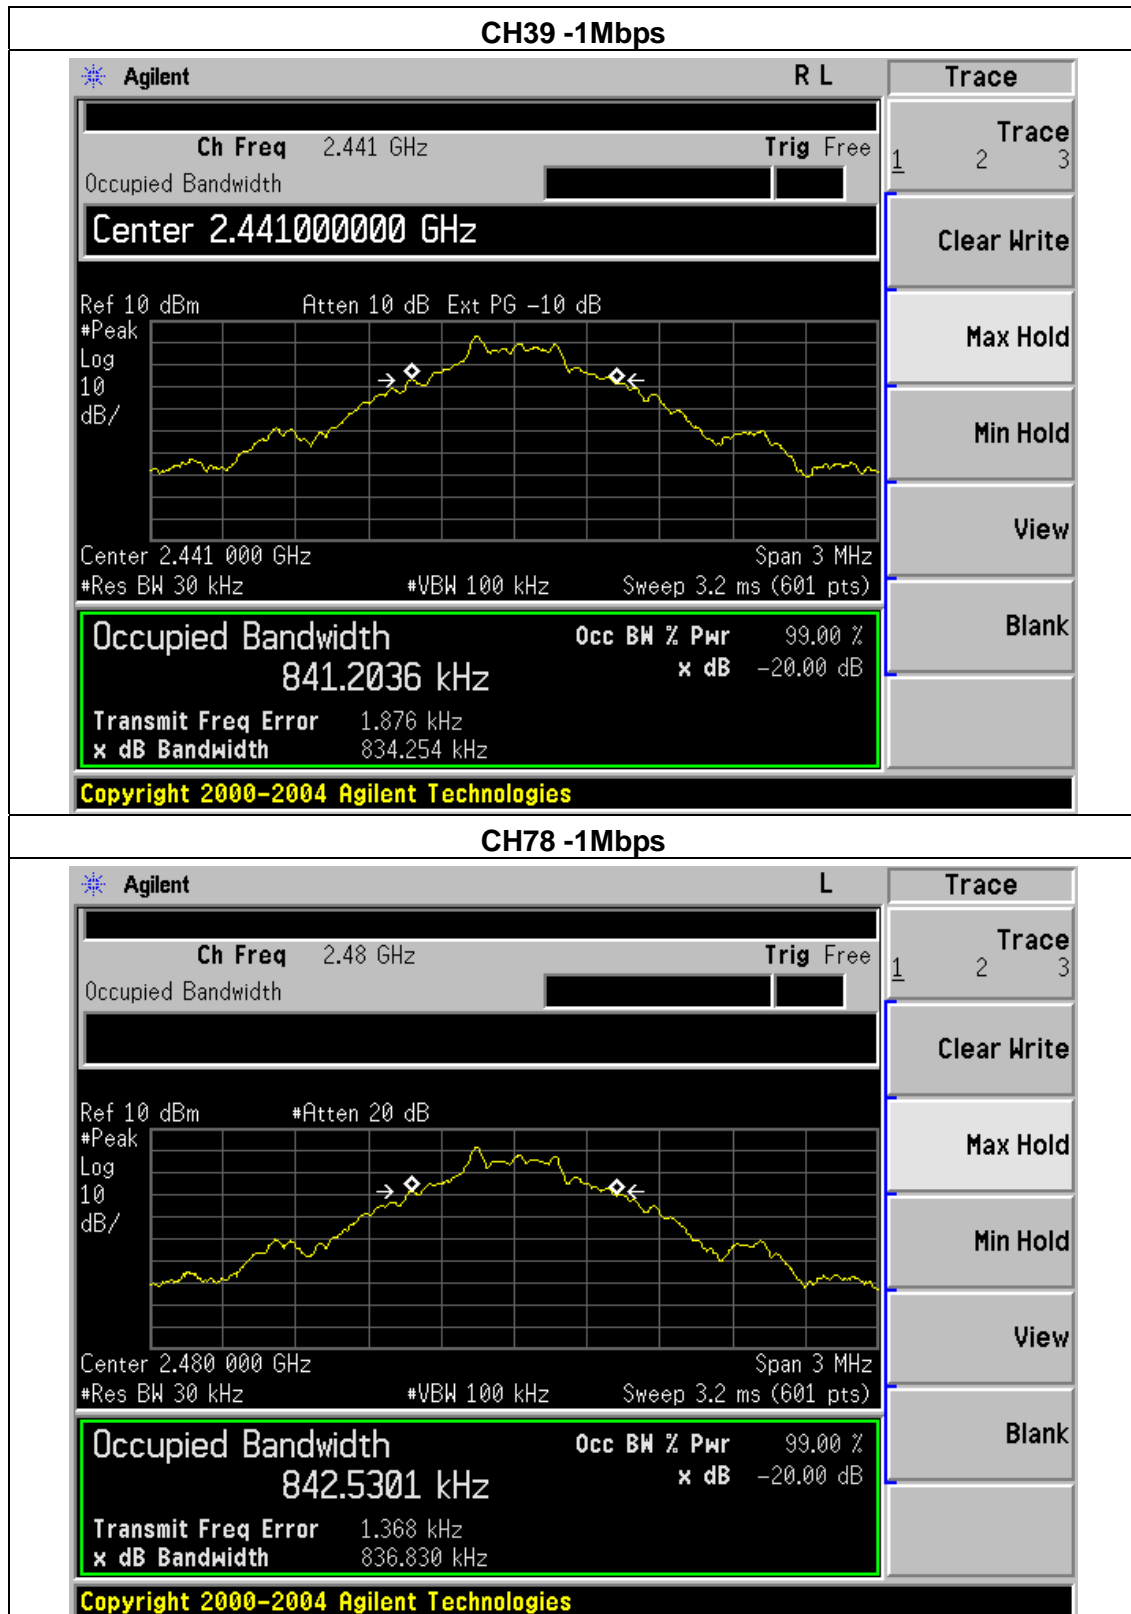 CH39 -1Mbps
Agilent R L Trace
Ch Freq 2.441 GHz Trig Free
Occupied Bandwidth
Trace
1 2 3
Center 2.441000000 GHz
Clear Write
Ref 10 dBm Atten 10 dB Ext PG -10 dB
#Peak
Log
10
dB/
Max Hold
Min Hold
View
Center 2.441 000 GHz Span 3 MHz
#Res BW 30 kHz #VBW 100 kHz Sweep 3.2 ms (601 pts)
Blank
Occupied Bandwidth Occ BW % Pwr 99.00 %
841.2036 kHz x dB -20.00 dB
Transmit Freq Error 1.876 kHz
x dB Bandwidth 834.254 kHz
Copyright 2000-2004 Agilent Technologies
CH78 -1Mbps
Agilent L Trace
Ch Freq 2.48 GHz Trig Free
Occupied Bandwidth
Trace
1 2 3
Clear Write
Ref 10 dBm #Atten 20 dB
#Peak
Log
10
dB/
Max Hold
Min Hold
View
Center 2.480 000 GHz Span 3 MHz
#Res BW 30 kHz #VBW 100 kHz Sweep 3.2 ms (601 pts)
Blank
Occupied Bandwidth Occ BW % Pwr 99.00 %
842.5301 kHz x dB -20.00 dB
Transmit Freq Error 1.368 kHz
x dB Bandwidth 836.830 kHz
Copyright 2000-2004 Agilent Technologies